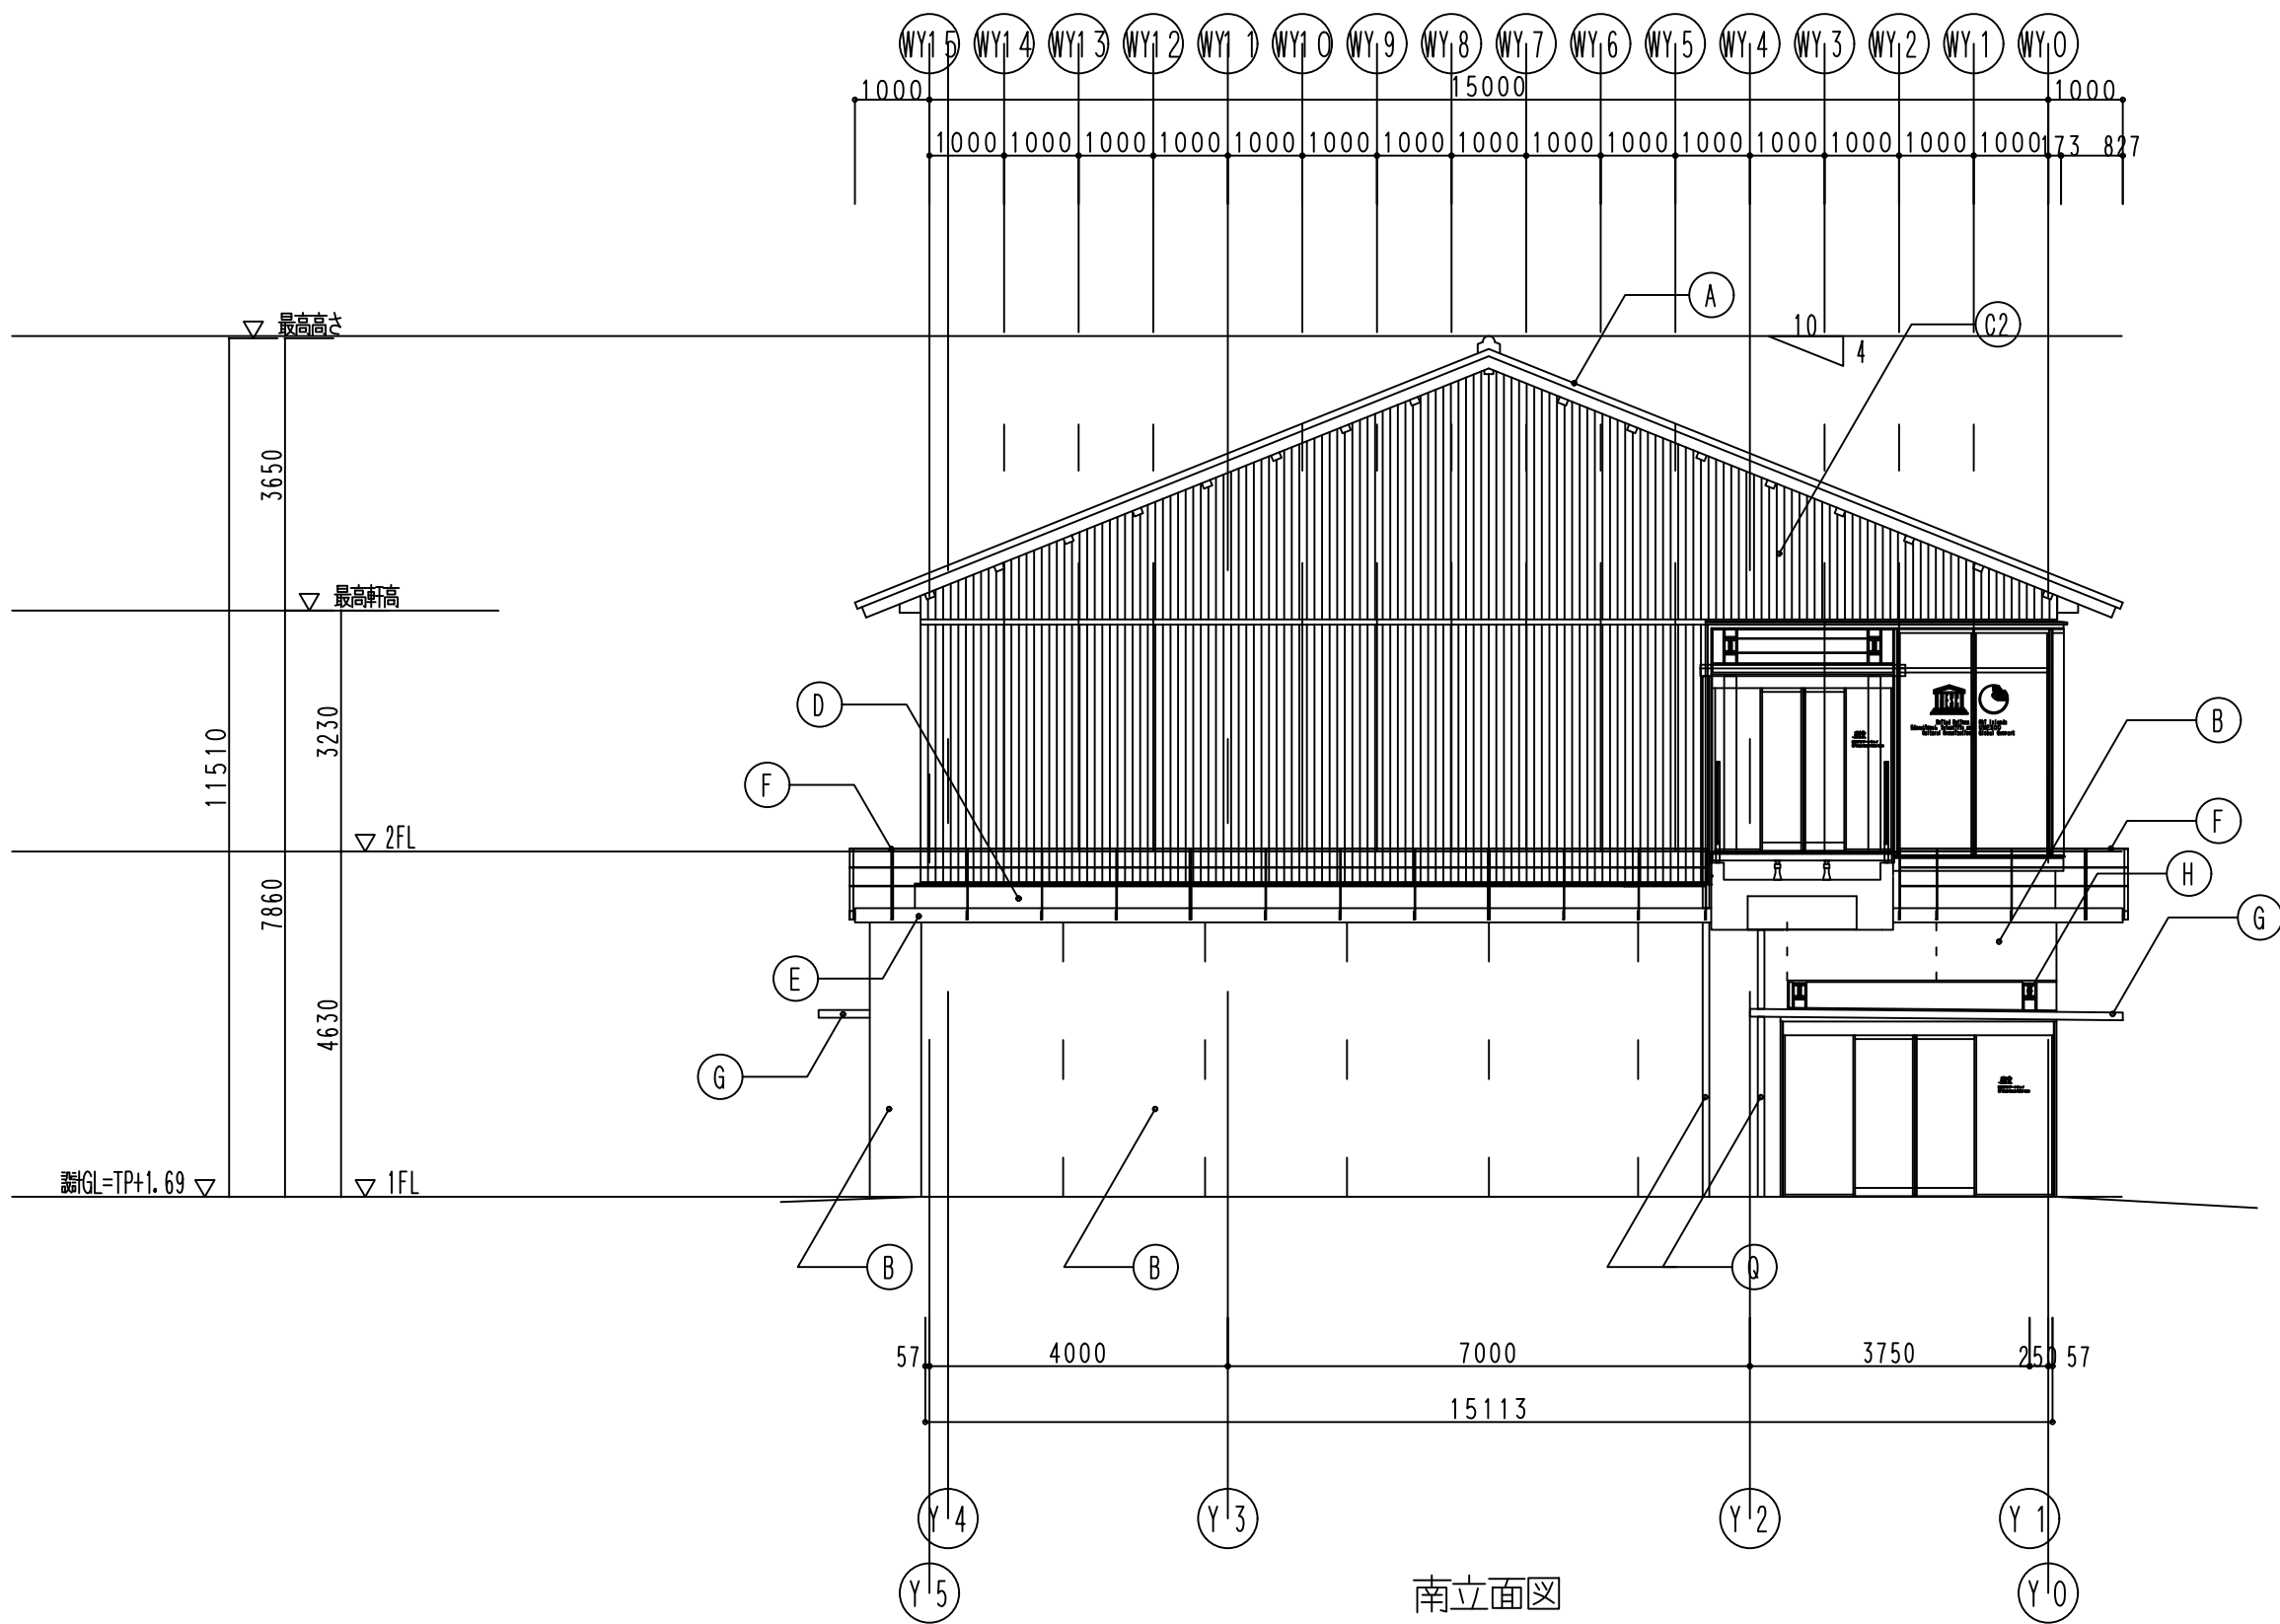 WY15 WY14 WY13 WY12 WY11 WY10 WY9 WY8 WY7 WY6 WY5 WY4 WY3 WY2 WY1 WY0
1000 15000 1000
1000 1000 1000 1000 1000 1000 1000 1000 1000 1000 1000 1000 1000 1000 1000 173 827
A
最高高さ
10
C2
4
3650
最高軒高
D
B
3230
11510
F
F
2FL
H
7860
G
E
4630
G
設計GL=TP+1.69
1FL
B
B
Q
57 4000 7000 3750 250 57
15113
Y4 Y3 Y2 Y1
Y5 Y0
南立面図